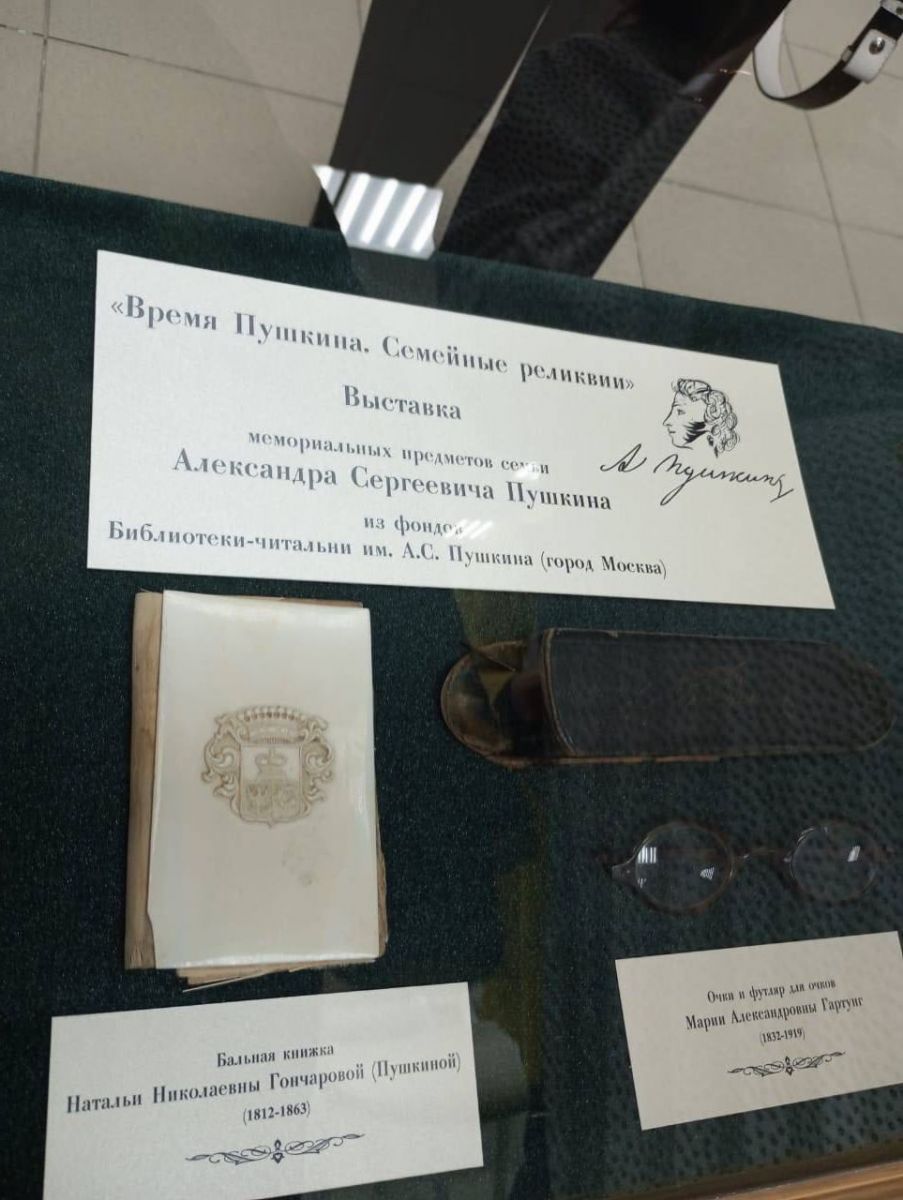 «Время Пушкина. Семейные реликвии»
Выставка
мемориальных предметов семьи
Александра Сергеевича Пушкина
из фондов
Библиотеки-читальни им. А.С. Пушкина (город Москва)
А Пушкинъ
Бальная книжка
Натальи Николаевны Гончаровой (Пушкиной)
(1812-1863)
Очки и футляр для очков
Марии Александровны Гартунг
(1832-1919)